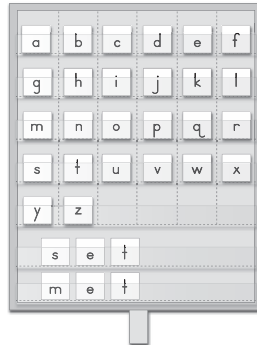 a b c d e f
g h i j k l
m n o p q r
s t u v w x
y z
s e t
m e t